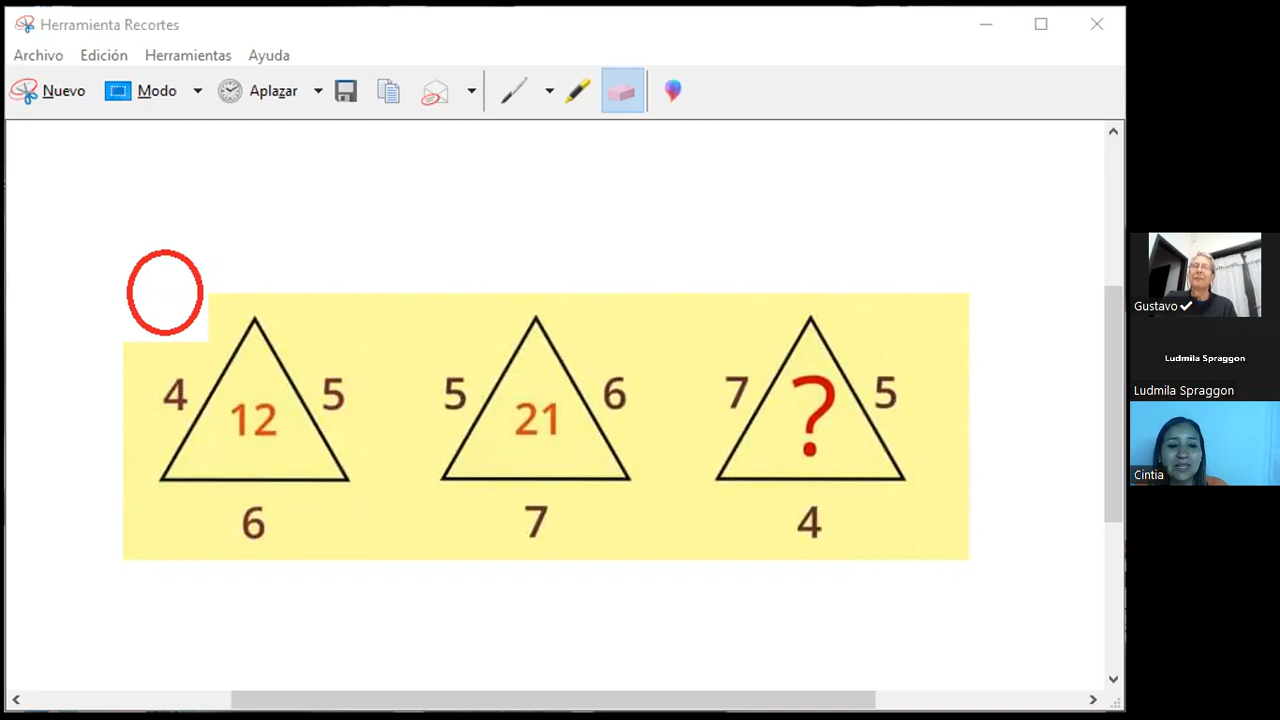 Herramienta Recortes
Archivo Edición Herramientas Ayuda
Nuevo Modo Aplazar
4 12 5
6
5 21 6
7
7 ? 5
4
Gustavo
Ludmila Spraggon
Ludmila Spraggon
Cintia